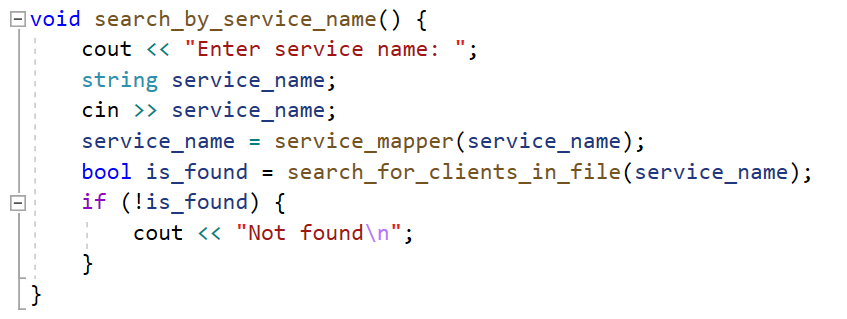 void search_by_service_name() {
    cout << "Enter service name: ";
    string service_name;
    cin >> service_name;
    service_name = service_mapper(service_name);
    bool is_found = search_for_clients_in_file(service_name);
    if (!is_found) {
        cout << "Not found\n";
    }
}